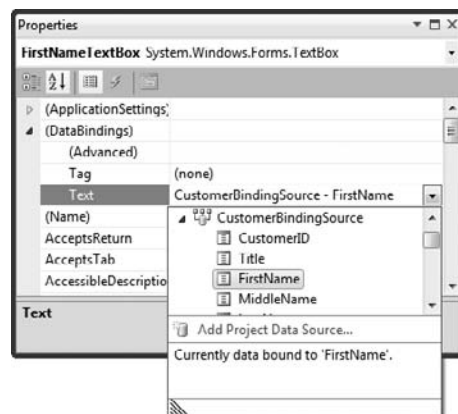 Properties
FirstNameTextBox System.Windows.Forms.TextBox
(ApplicationSettings)
(DataBindings)
(Advanced)
Tag (none)
Text CustomerBindingSource - FirstName
(Name)
AcceptsReturn
AcceptsTab
AccessibleDescriptio
CustomerBindingSource
CustomerID
Title
FirstName
MiddleName
Add Project Data Source...
Currently data bound to 'FirstName'.
Text